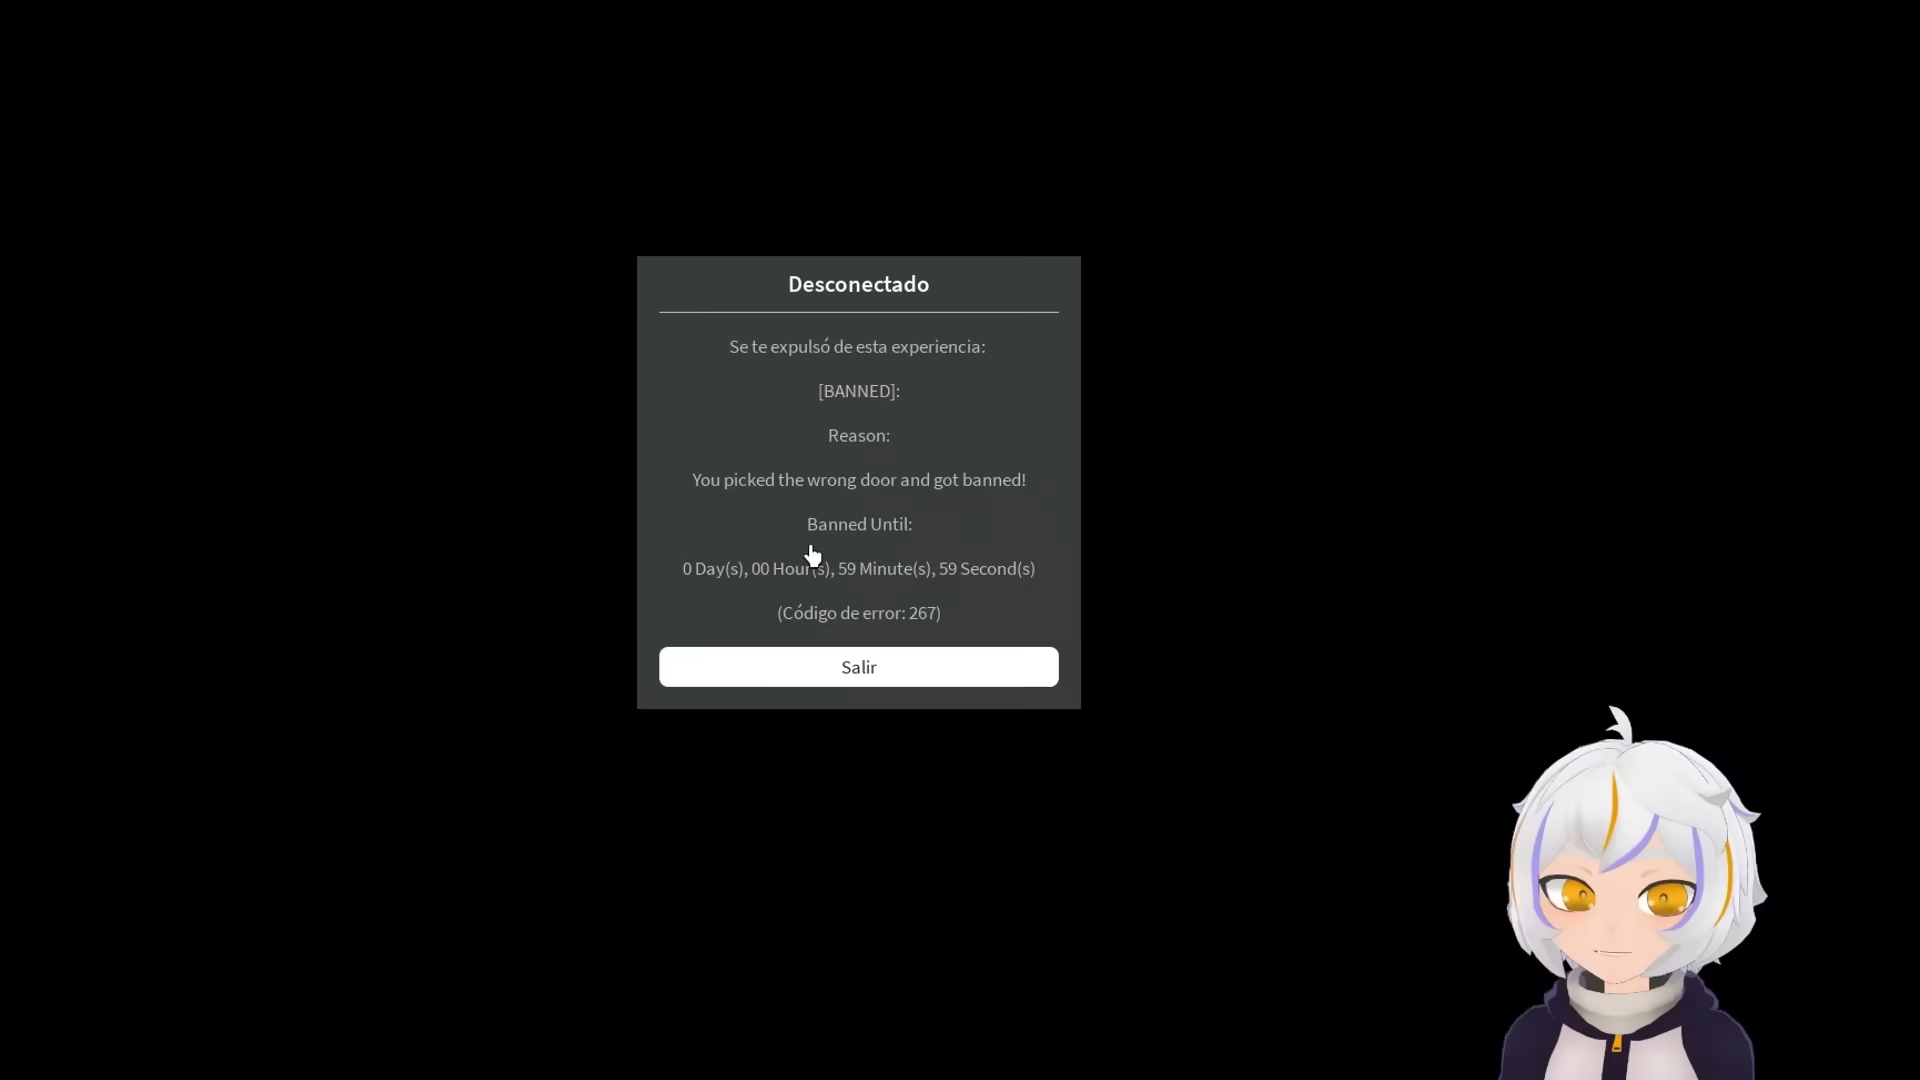 Desconectado
Se te expulsó de esta experiencia:
[BANNED]:
Reason:
You picked the wrong door and got banned!
Banned Until:
0 Day(s), 00 Hour(s), 59 Minute(s), 59 Second(s)
(Código de error: 267)
Salir